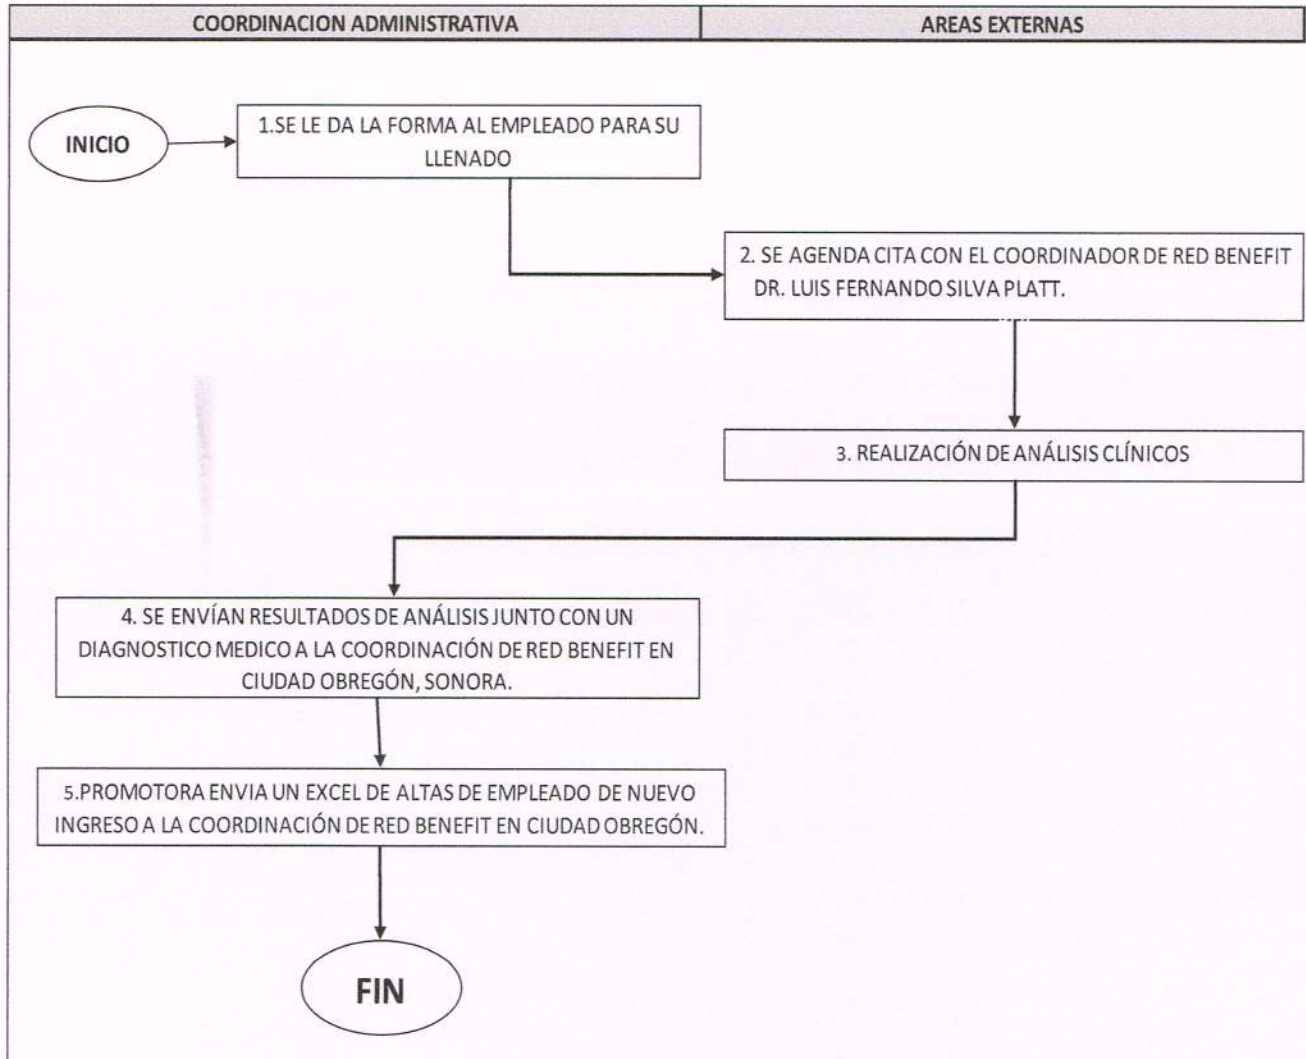 COORDINACION ADMINISTRATIVA
AREAS EXTERNAS
INICIO
1.SE LE DA LA FORMA AL EMPLEADO PARA SU
LLENADO
2. SE AGENDA CITA CON EL COORDINADOR DE RED BENEFIT
DR. LUIS FERNANDO SILVA PLATT.
3. REALIZACIÓN DE ANÁLISIS CLÍNICOS
4. SE ENVÍAN RESULTADOS DE ANÁLISIS JUNTO CON UN
DIAGNOSTICO MEDICO A LA COORDINACIÓN DE RED BENEFIT EN
CIUDAD OBREGÓN, SONORA.
5.PROMOTORA ENVIA UN EXCEL DE ALTAS DE EMPLEADO DE NUEVO
INGRESO A LA COORDINACIÓN DE RED BENEFIT EN CIUDAD OBREGÓN.
FIN